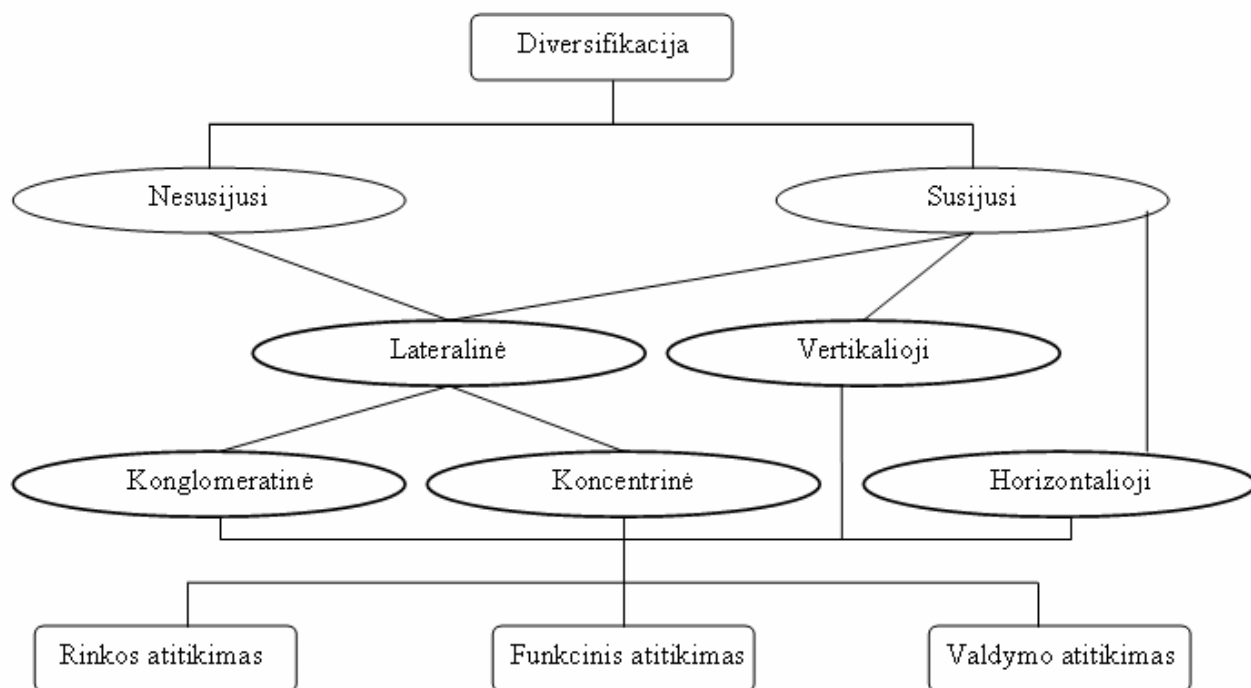 Diversifikacija
Nesusijusi
Susijusi
Lateralinė
Vertikalioji
Konglomeratinė
Koncentrinė
Horizontalioji
Rinkos atitikimas
Funkcinis atitikimas
Valdymo atitikimas